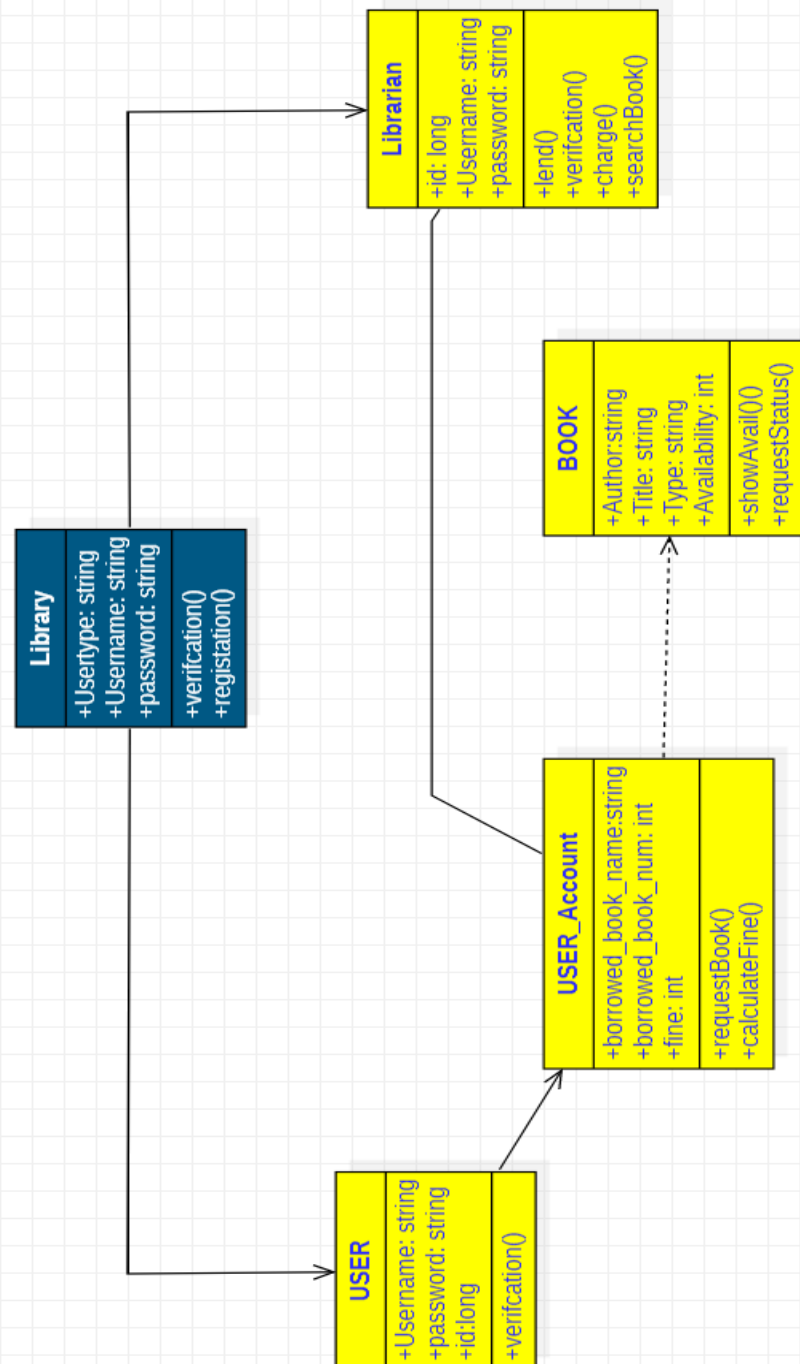 Library
+Usertype: string
+Username: string
+password: string
+verifcation()
+registation()
USER
+Username: string
+password: string
+id:long
+verifcation()
Librarian
+id: long
+Username: string
+password: string
+lend()
+verifcation()
+charge()
+searchBook()
USER_Account
+borrowed_book_name:string
+borrowed_book_num: int
+fine: int
+requestBook()
+calculateFine()
BOOK
+Author:string
+Title: string
+Type: string
+Availability: int
+showAvail()()
+requestStatus()